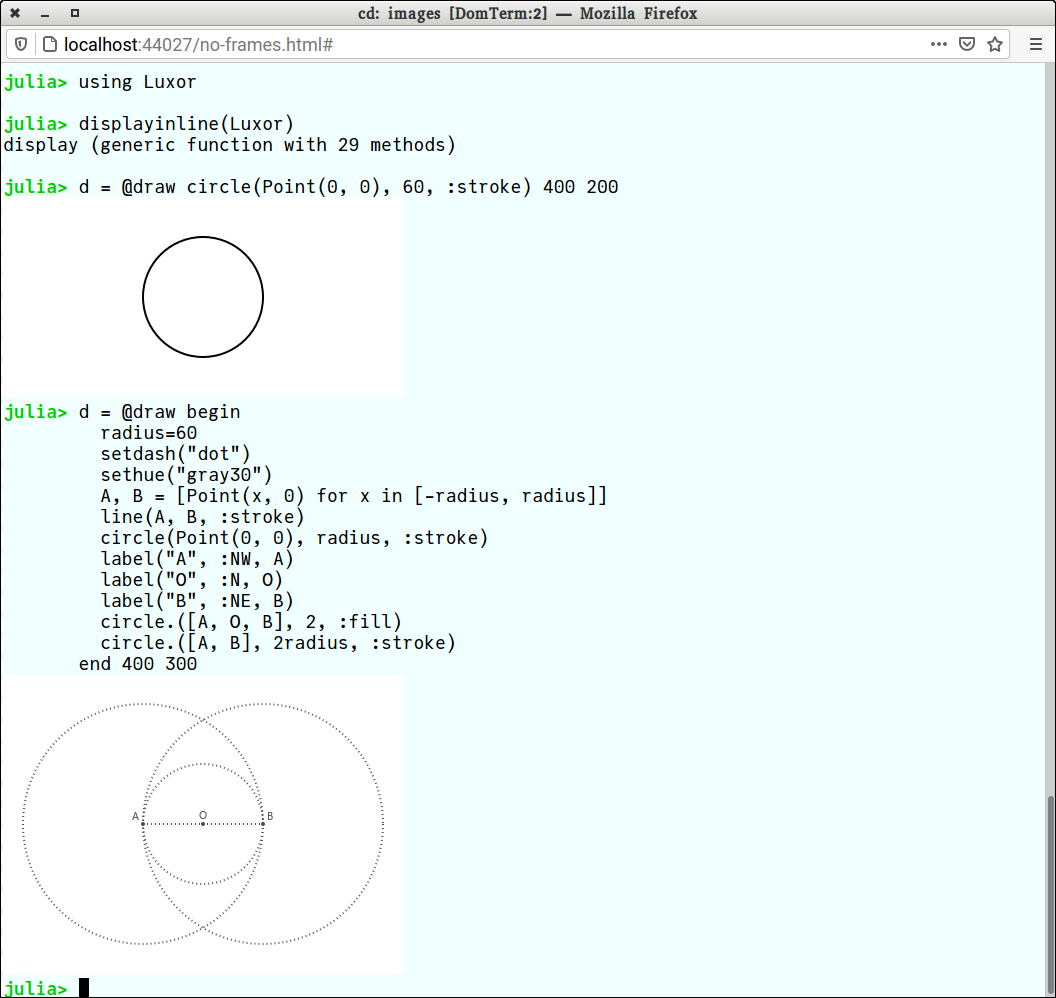 cd: images [DomTerm:2] — Mozilla Firefox
localhost:44027/no-frames.html#
julia> using Luxor
julia> displayinline(Luxor)
display (generic function with 29 methods)
julia> d = @draw circle(Point(0, 0), 60, :stroke) 400 200
julia> d = @draw begin
radius=60
setdash("dot")
sethue("gray30")
A, B = [Point(x, 0) for x in [-radius, radius]]
line(A, B, :stroke)
circle(Point(0, 0), radius, :stroke)
label("A", :NW, A)
label("O", :N, O)
label("B", :NE, B)
circle.([A, O, B], 2, :fill)
circle.([A, B], 2radius, :stroke)
end 400 300
A O B
julia>